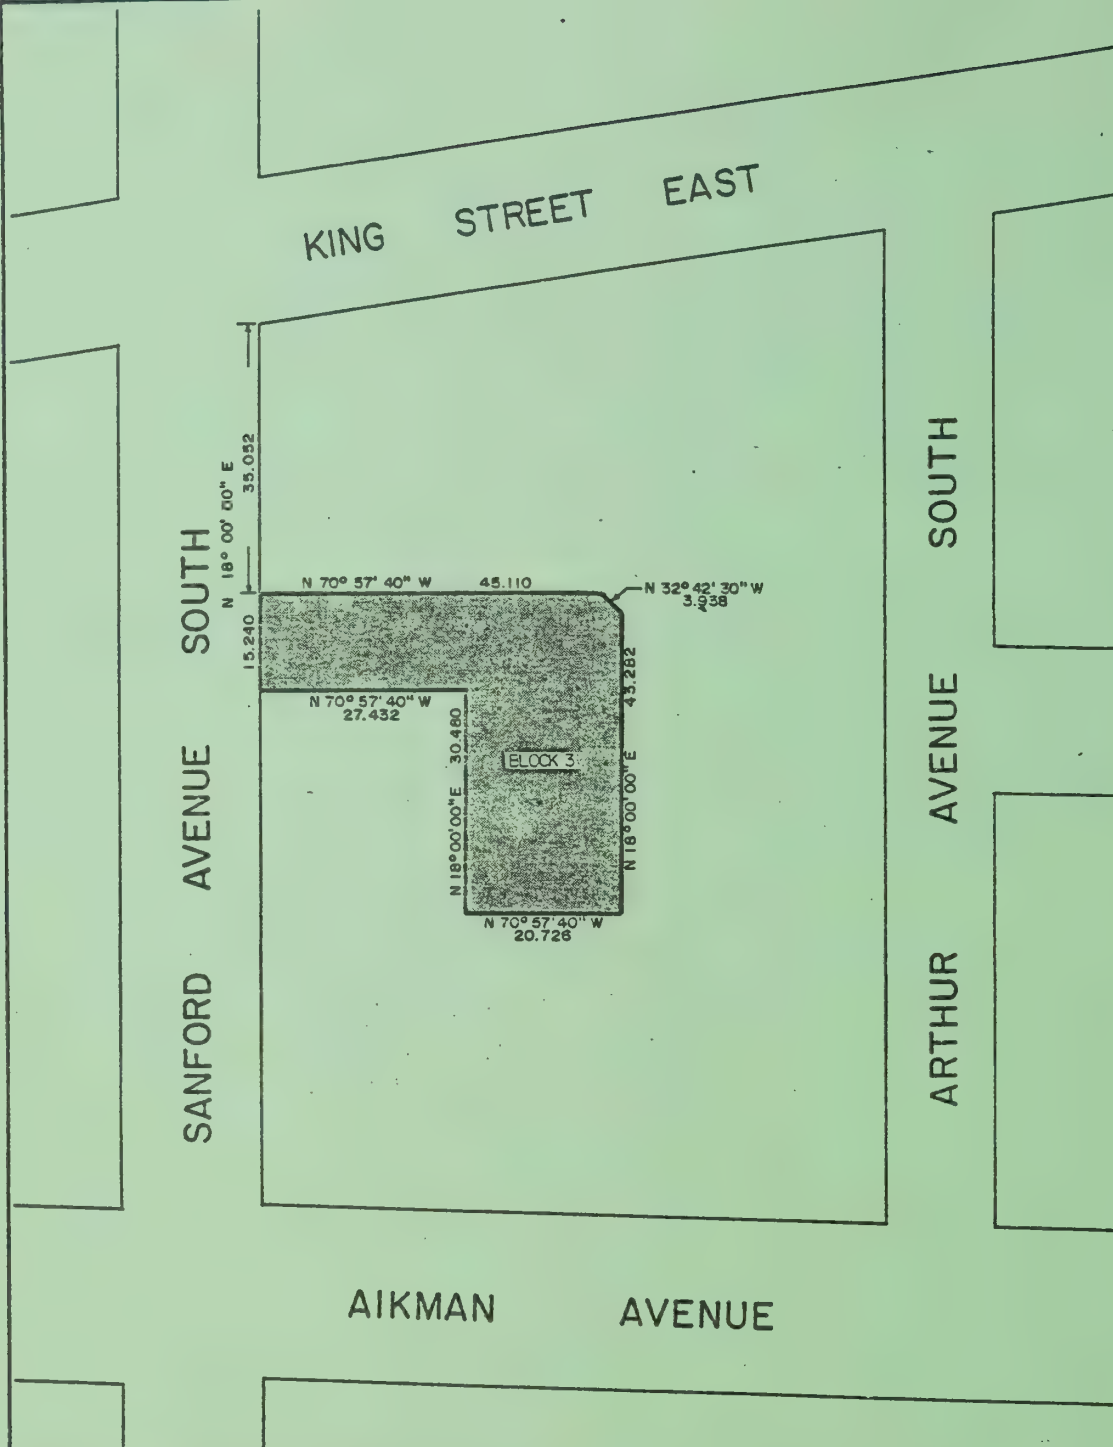 KING STREET EAST
N 18° 00' 00" E
35.052
SOUTH
N 70° 57' 40" W 45.110
N 32° 42' 30" W
3.938
15.240
N 70° 57' 40" W
27.432
30.480
N 18° 00' 00" E
43.282
N 18° 00' 00" E
BLOCK 3
N 70° 57' 40" W
20.726
SANFORD AVENUE
ARTHUR AVENUE SOUTH
AIKMAN AVENUE